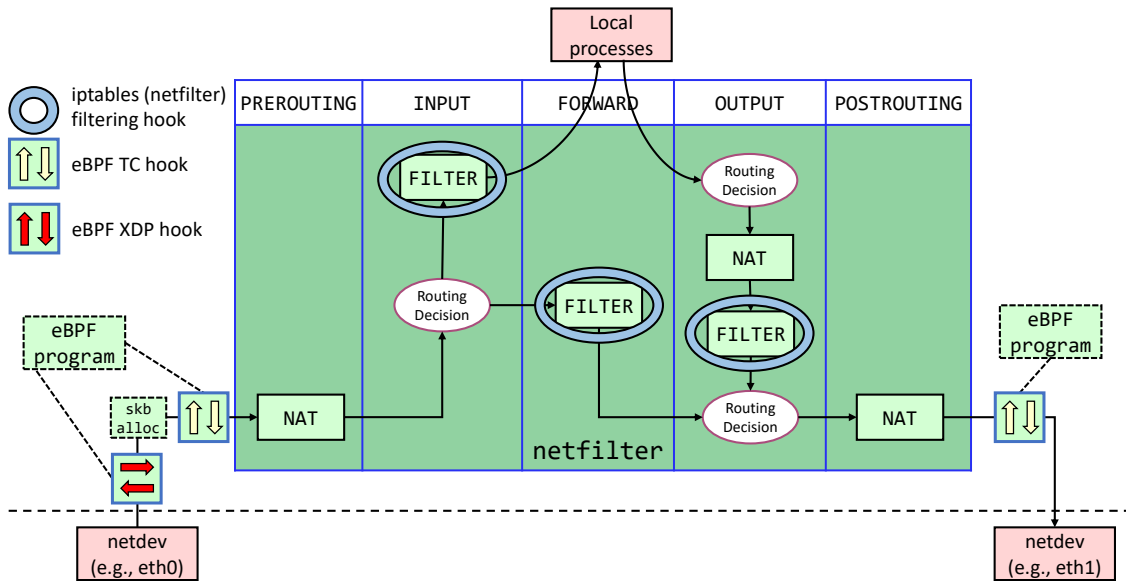 Local
processes
iptables (netfilter)
filtering hook
eBPF TC hook
eBPF XDP hook
PREROUTING
INPUT
FORWARD
OUTPUT
POSTROUTING
FILTER
Routing
Decision
NAT
Routing
Decision
FILTER
FILTER
eBPF
program
eBPF
program
skb
alloc
NAT
Routing
Decision
NAT
netfilter
netdev
(e.g., eth0)
netdev
(e.g., eth1)